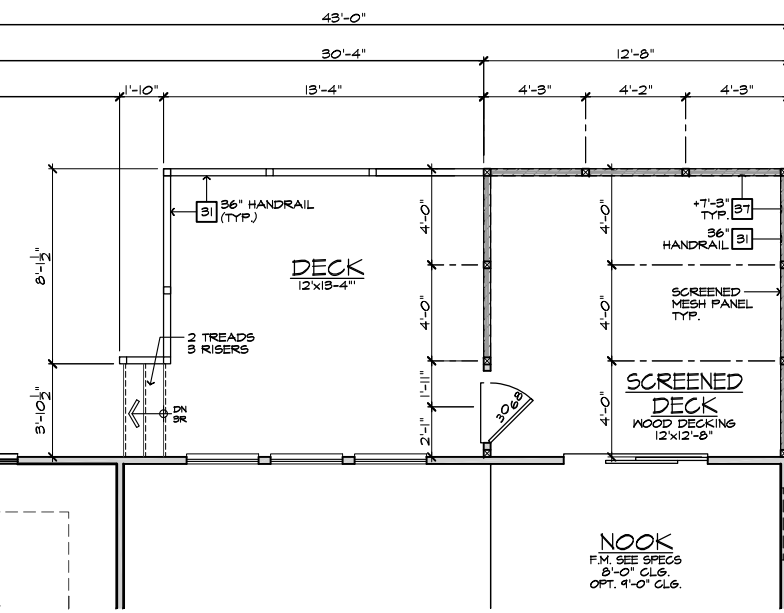 43'-0"
30'-4"
12'-8"
1'-10"
13'-4"
4'-3"
4'-2"
4'-3"
31
36" HANDRAIL
(TYP.)
4'-0"
4'-0"
+7'-3"
TYP.
37
36"
HANDRAIL
31
8'-1½"
DECK
12'x13'-4"'
SCREENED
MESH PANEL
TYP.
4'-0"
4'-0"
2 TREADS
3 RISERS
3'-10½"
1'-11"
SCREENED
DECK
WOOD DECKING
12'x12'-8"
DN
3R
3068
2'-1"
4'-0"
NOOK
F.M. SEE SPECS
8'-0" CLG.
OPT. 9'-0" CLG.